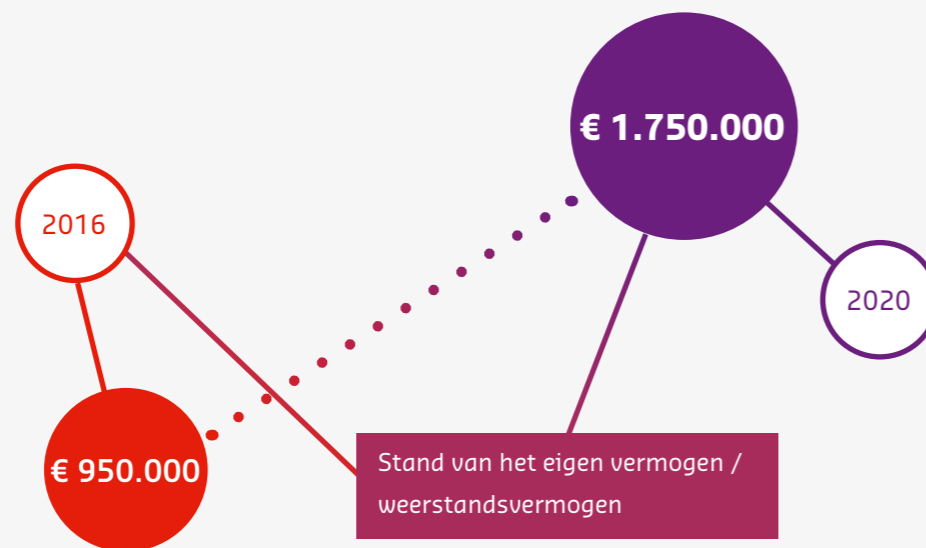 € 1.750.000
2016
2020
€ 950.000
Stand van het eigen vermogen /
weerstandsvermogen